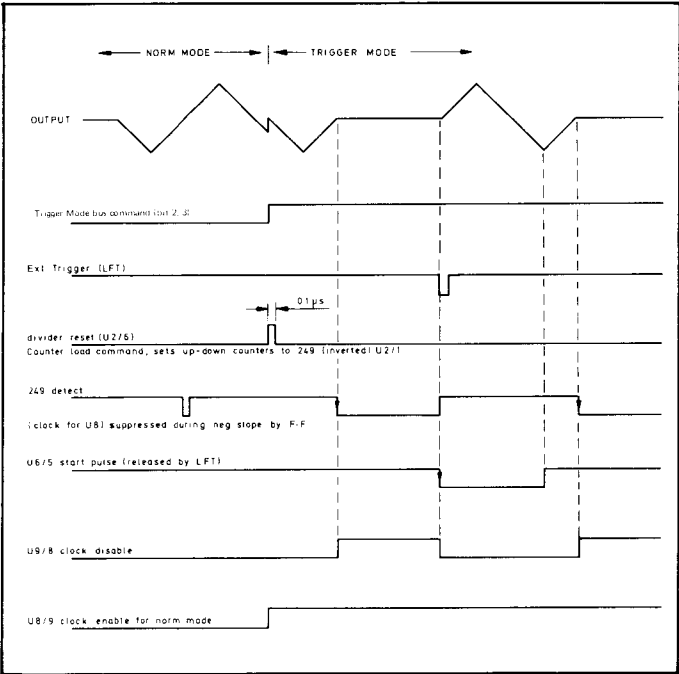 NORM MODE
TRIGGER MODE
OUTPUT
Trigger Mode bus command (bit 2, 3)
Ext Trigger (LFT)
01µs
divider reset (U2/6)
Counter load command, sets up-down counters to 249 (inverted) U2/1
249 detect
(clock for U8) suppressed during neg slope by F-F
U6/5 start pulse (released by LFT)
U9/8 clock disable
U8/9 clock enable for norm mode